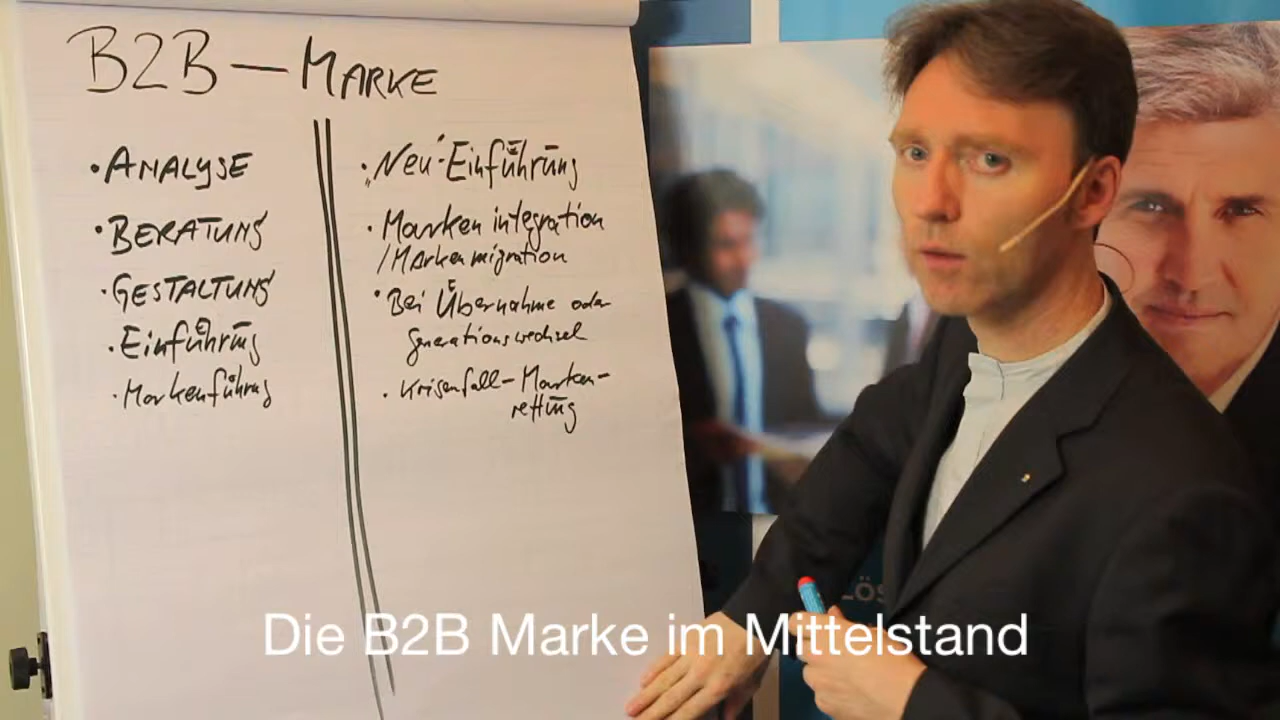 B2B – MARKE
• ANALYSE
• BERATUNG
• GESTALTUNG
• Einführung
• Markenführung
• Neu-Einführung
• Markenintegration
/Markenmigration
• Bei Übernahme oder
Generationswechsel
• Krisenfall-Marken-
rettung
LÖS
Die B2B Marke im Mittelstand